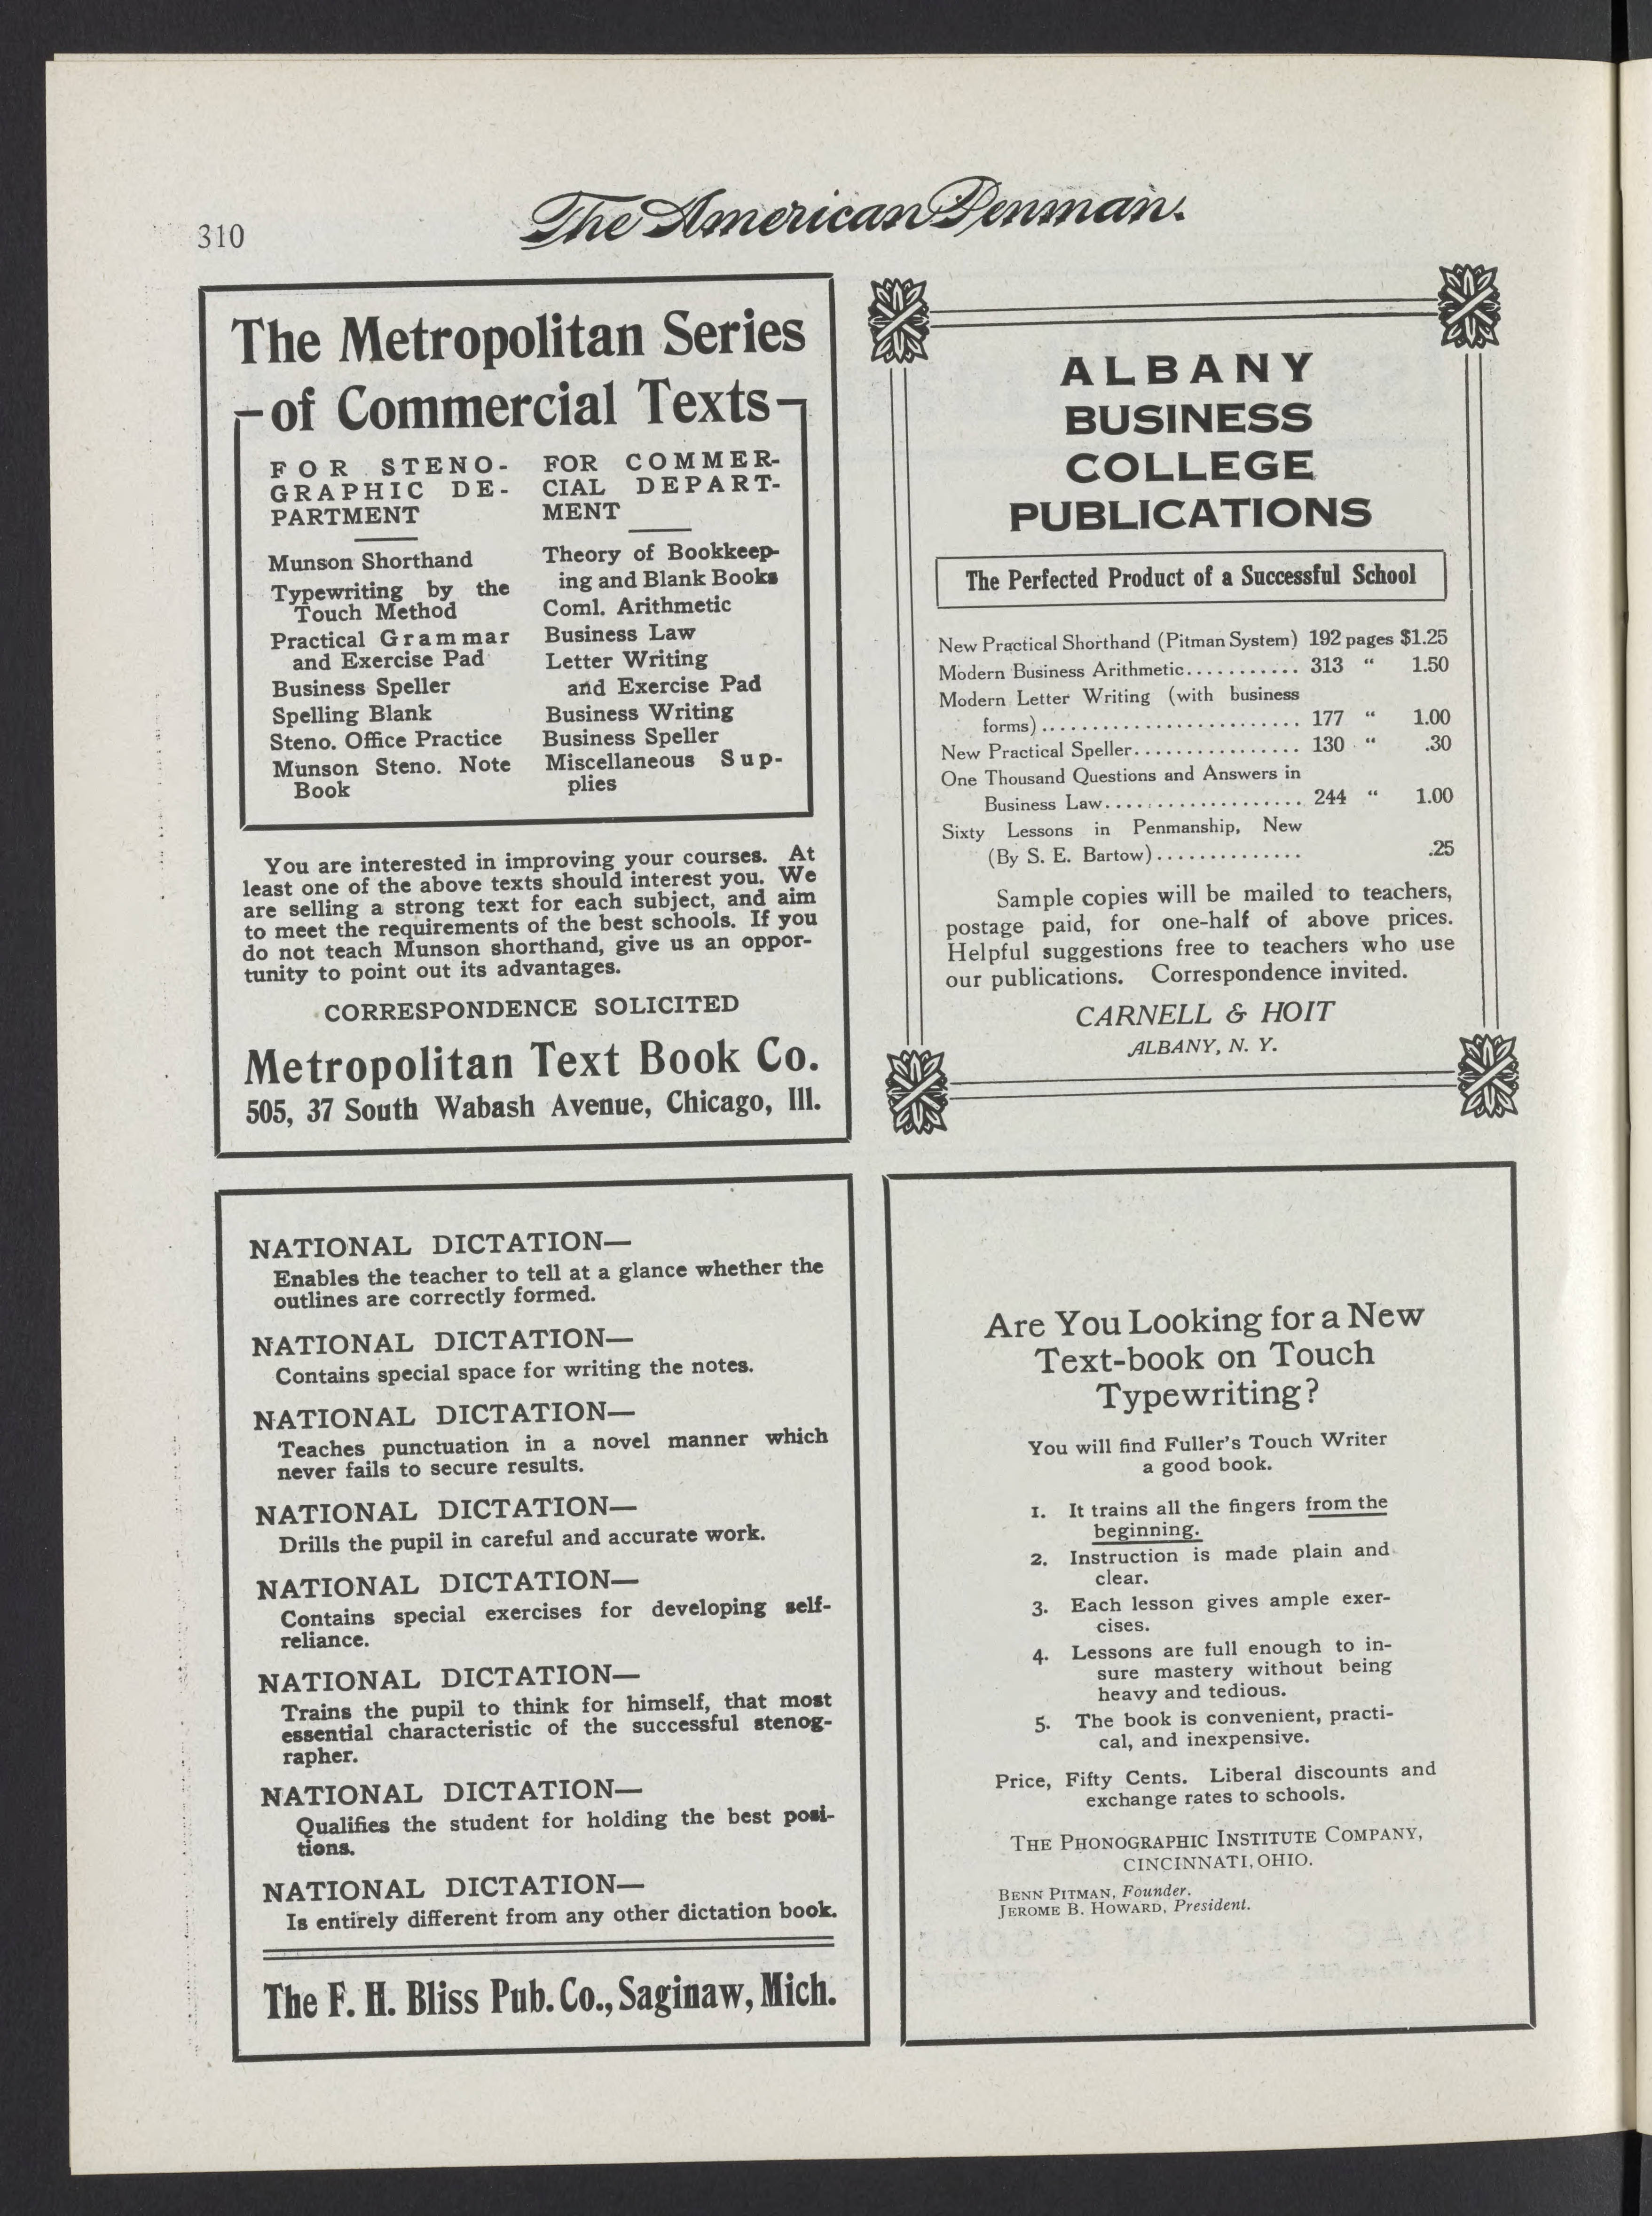 310
The American Penman.
The Metropolitan Series
of Commercial Texts
FOR STENO-
GRAPHIC DE-
PARTMENT
Munson Shorthand
Typewriting by the
Touch Method
Practical Grammar
and Exercise Pad
Business Speller
Spelling Blank
Steno. Office Practice
Munson Steno. Note
Book
FOR COMMER-
CIAL DEPART-
MENT
Theory of Bookkeep-
ing and Blank Books
Coml. Arithmetic
Business Law
Letter Writing
and Exercise Pad
Business Writing
Business Speller
Miscellaneous Sup-
plies
You are interested in improving your courses. At
least one of the above texts should interest you. We
are selling a strong text for each subject, and aim
to meet the requirements of the best schools. If you
do not teach Munson shorthand, give us an oppor-
tunity to point out its advantages.
CORRESPONDENCE SOLICITED
Metropolitan Text Book Co.
505, 37 South Wabash Avenue, Chicago, Ill.
ALBANY
BUSINESS
COLLEGE
PUBLICATIONS
The Perfected Product of a Successful School
New Practical Shorthand (Pitman System) 192 pages $1.25
Modern Business Arithmetic........... 313 “ 1.50
Modern Letter Writing (with business
forms)......................... 177 “ 1.00
New Practical Speller................ 130 “ .30
One Thousand Questions and Answers in
Business Law................... 244 “ 1.00
Sixty Lessons in Penmanship, New
(By S. E. Bartow).............. .25
Sample copies will be mailed to teachers,
postage paid, for one-half of above prices.
Helpful suggestions free to teachers who use
our publications. Correspondence invited.
CARNELL & HOIT
ALBANY, N. Y.
NATIONAL DICTATION—
Enables the teacher to tell at a glance whether the
outlines are correctly formed.
NATIONAL DICTATION—
Contains special space for writing the notes.
NATIONAL DICTATION—
Teaches punctuation in a novel manner which
never fails to secure results.
NATIONAL DICTATION—
Drills the pupil in careful and accurate work.
NATIONAL DICTATION—
Contains special exercises for developing self-
reliance.
NATIONAL DICTATION—
Trains the pupil to think for himself, that most
essential characteristic of the successful stenog-
rapher.
NATIONAL DICTATION—
Qualifies the student for holding the best posi-
tions.
NATIONAL DICTATION—
Is entirely different from any other dictation book.
The F. H. Bliss Pub. Co., Saginaw, Mich.
Are You Looking for a New
Text-book on Touch
Typewriting?
You will find Fuller's Touch Writer
a good book.
1. It trains all the fingers from the
beginning.
2. Instruction is made plain and
clear.
3. Each lesson gives ample exer-
cises.
4. Lessons are full enough to in-
sure mastery without being
heavy and tedious.
5. The book is convenient, practi-
cal, and inexpensive.
Price, Fifty Cents. Liberal discounts and
exchange rates to schools.
THE PHONOGRAPHIC INSTITUTE COMPANY,
CINCINNATI, OHIO.
BENN PITMAN, Founder.
JEROME B. HOWARD, President.